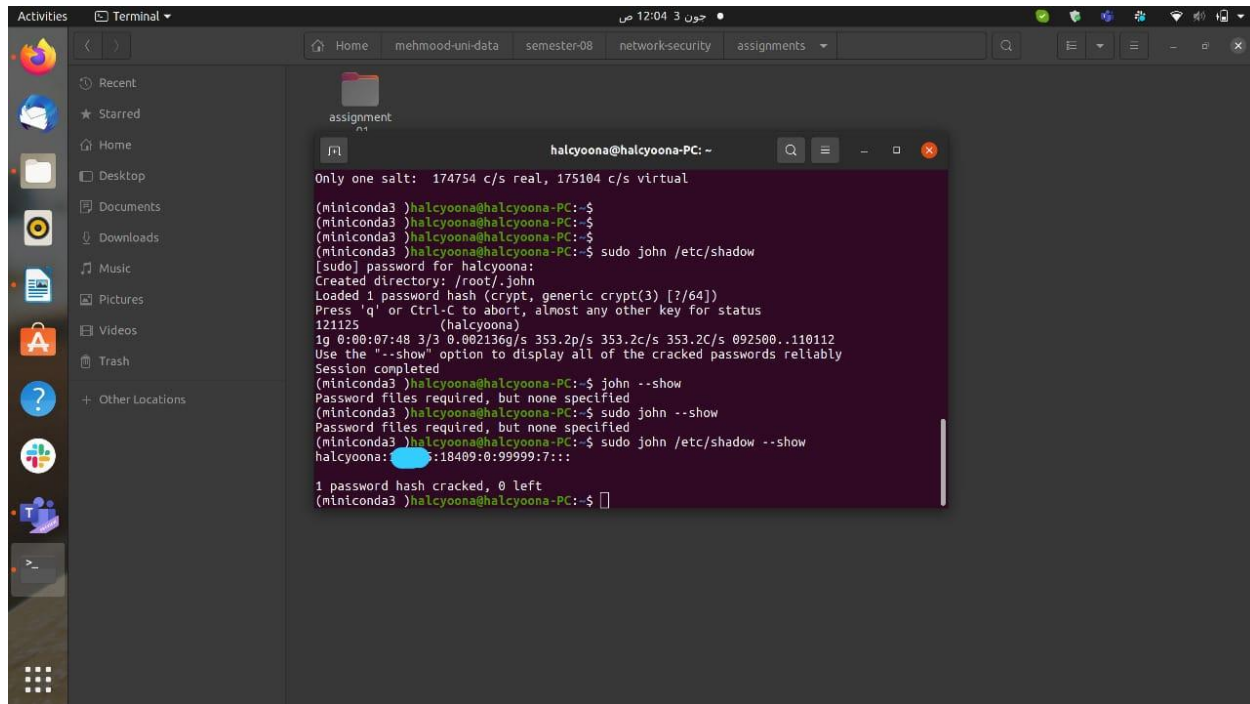 Activities Terminal 12:04 3 جون ص
Home mehmood-uni-data semester-08 network-security assignments
Recent
Starred
Home
Desktop
Documents
Downloads
Music
Pictures
Videos
Trash
+ Other Locations
assignment
01
halcyoona@halcyoona-PC: ~
Only one salt: 174754 c/s real, 175104 c/s virtual
(miniconda3 )halcyoona@halcyoona-PC:~$
(miniconda3 )halcyoona@halcyoona-PC:~$
(miniconda3 )halcyoona@halcyoona-PC:~$
(miniconda3 )halcyoona@halcyoona-PC:~$ sudo john /etc/shadow
[sudo] password for halcyoona:
Created directory: /root/.john
Loaded 1 password hash (crypt, generic crypt(3) [?/64])
Press 'q' or Ctrl-C to abort, almost any other key for status
121125 (halcyoona)
1g 0:00:07:48 3/3 0.002136g/s 353.2p/s 353.2c/s 353.2C/s 092500..110112
Use the "--show" option to display all of the cracked passwords reliably
Session completed
(miniconda3 )halcyoona@halcyoona-PC:~$ john --show
Password files required, but none specified
(miniconda3 )halcyoona@halcyoona-PC:~$ sudo john --show
Password files required, but none specified
(miniconda3 )halcyoona@halcyoona-PC:~$ sudo john /etc/shadow --show
halcyoona: :18409:0:99999:7:::
1 password hash cracked, 0 left
(miniconda3 )halcyoona@halcyoona-PC:~$